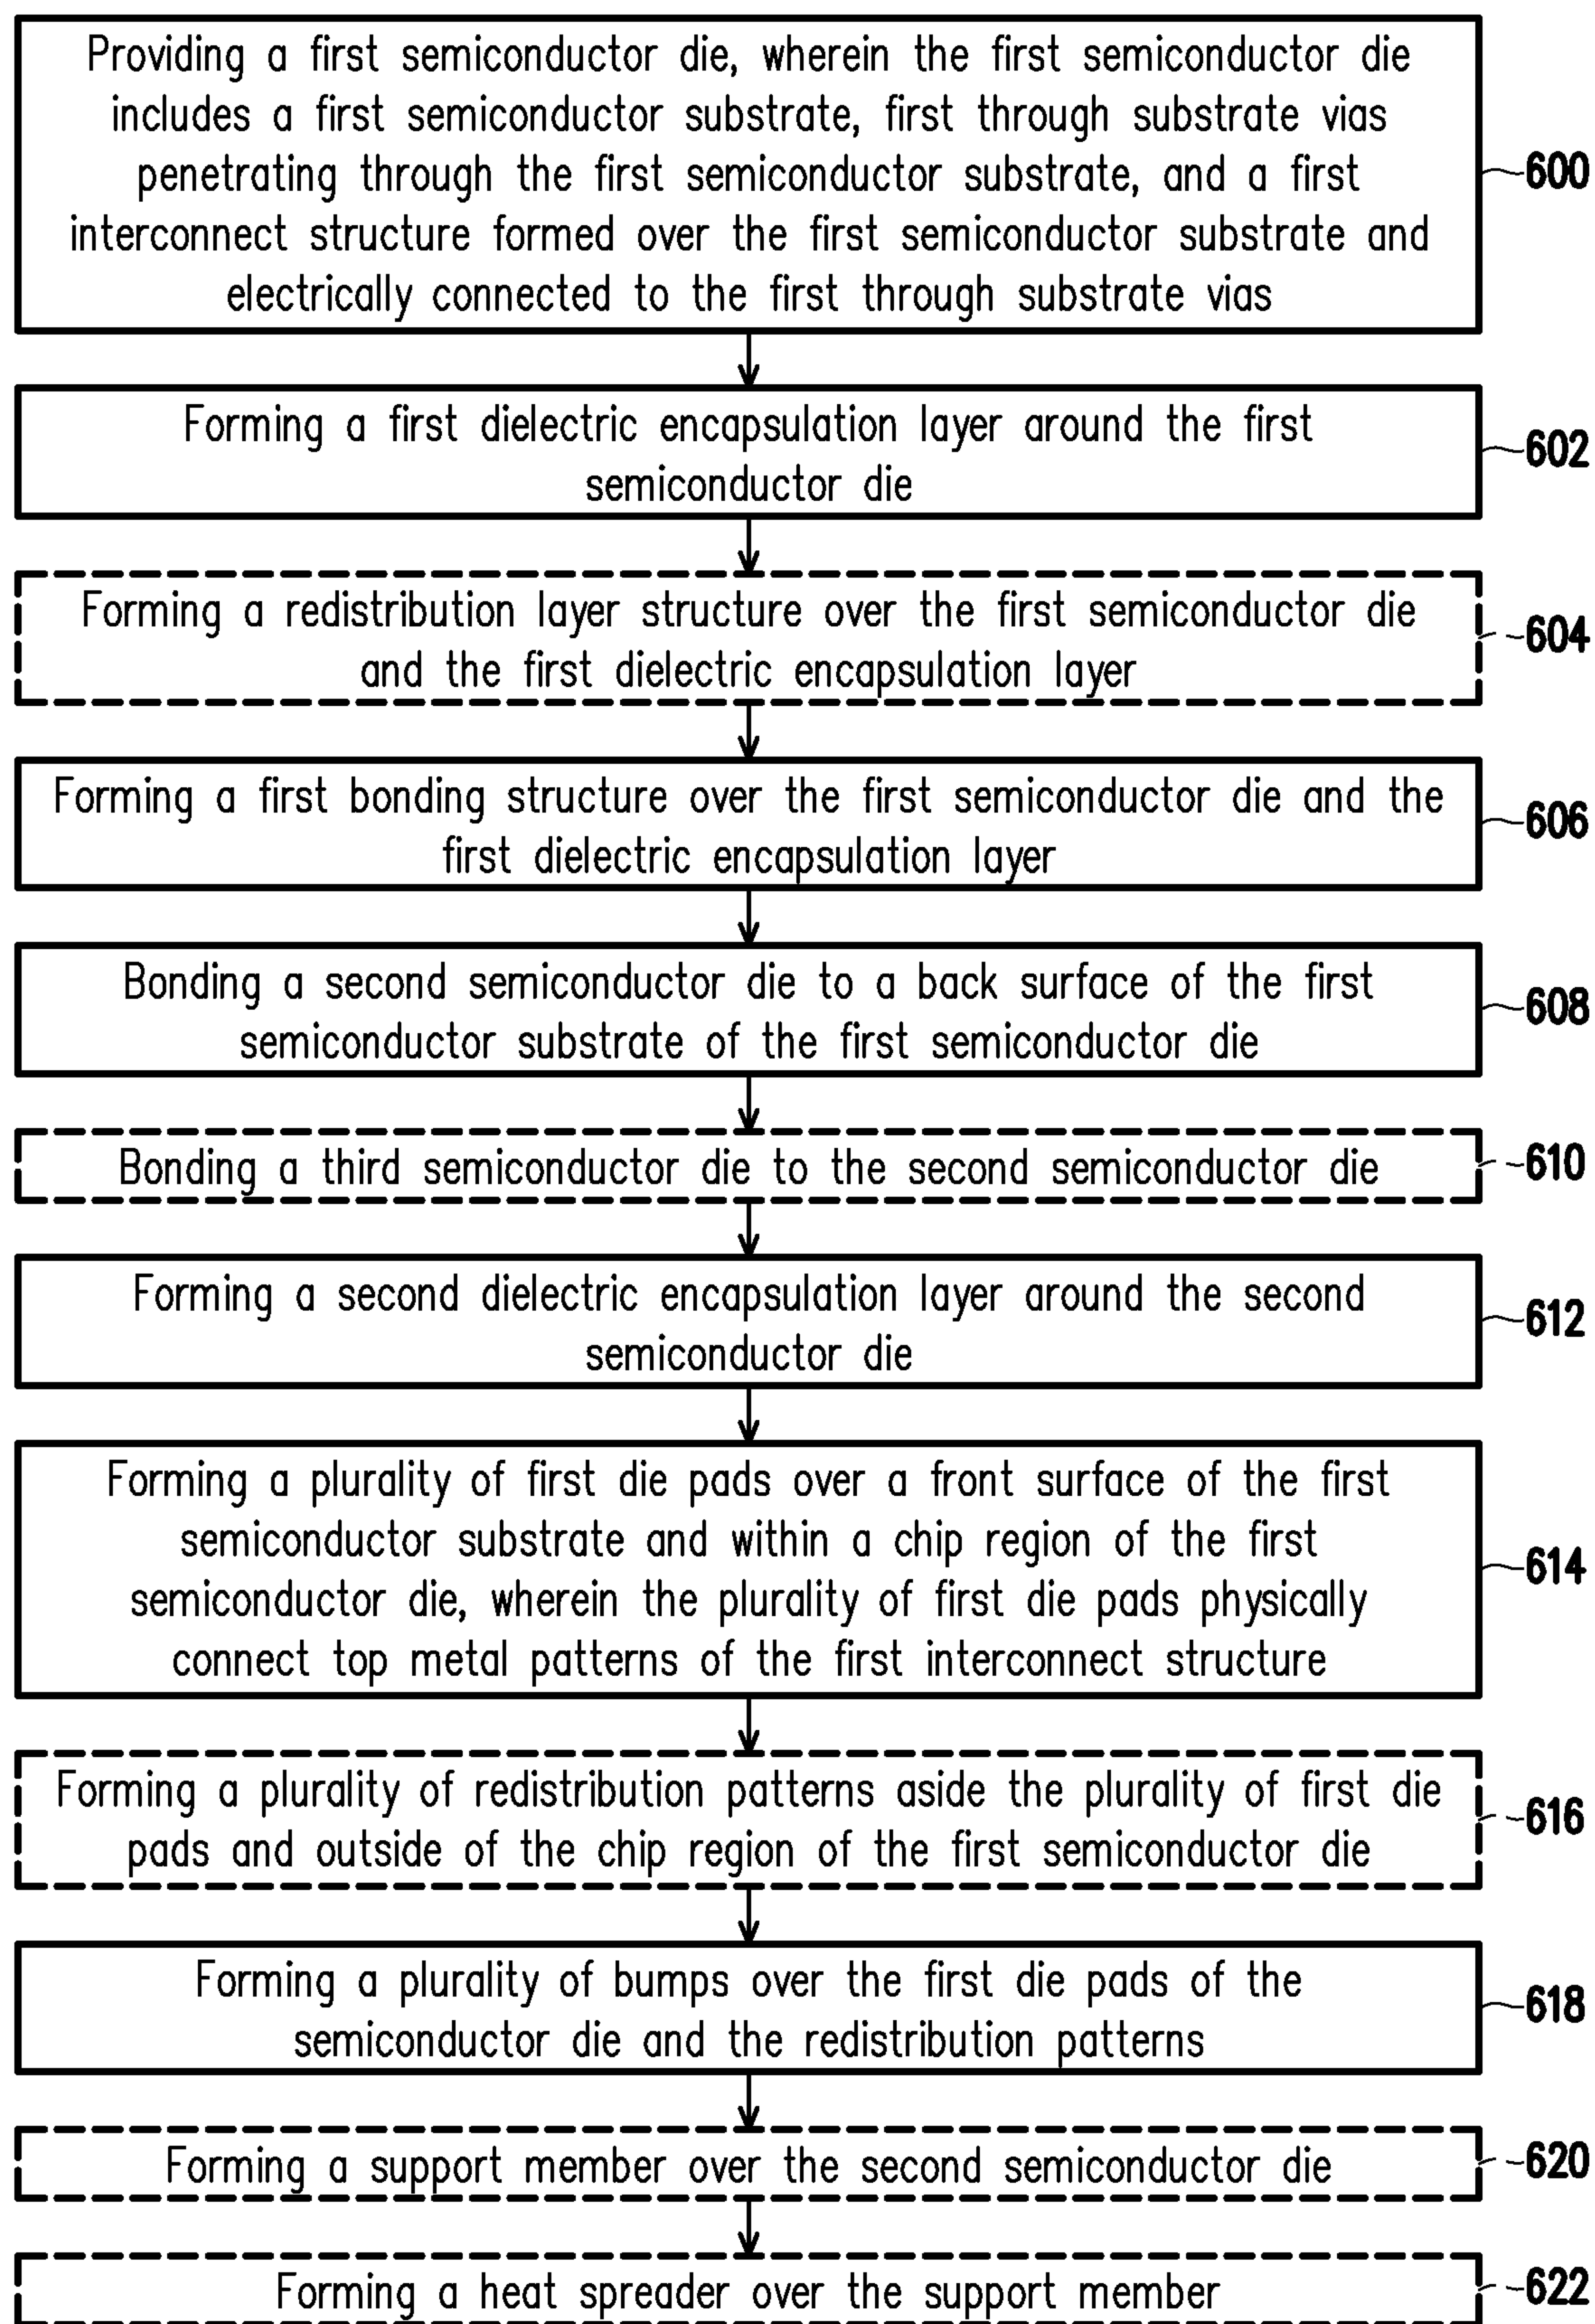 Providing a first semiconductor die, wherein the first semiconductor die
includes a first semiconductor substrate, first through substrate vias
penetrating through the first semiconductor substrate, and a first
interconnect structure formed over the first semiconductor substrate and
electrically connected to the first through substrate vias
600
Forming a first dielectric encapsulation layer around the first
semiconductor die
602
Forming a redistribution layer structure over the first semiconductor die
and the first dielectric encapsulation layer
604
Forming a first bonding structure over the first semiconductor die and the
first dielectric encapsulation layer
606
Bonding a second semiconductor die to a back surface of the first
semiconductor substrate of the first semiconductor die
608
Bonding a third semiconductor die to the second semiconductor die
610
Forming a second dielectric encapsulation layer around the second
semiconductor die
612
Forming a plurality of first die pads over a front surface of the first
semiconductor substrate and within a chip region of the first
semiconductor die, wherein the plurality of first die pads physically
connect top metal patterns of the first interconnect structure
614
Forming a plurality of redistribution patterns aside the plurality of first die
pads and outside of the chip region of the first semiconductor die
616
Forming a plurality of bumps over the first die pads of the
semiconductor die and the redistribution patterns
618
Forming a support member over the second semiconductor die
620
Forming a heat spreader over the support member
622